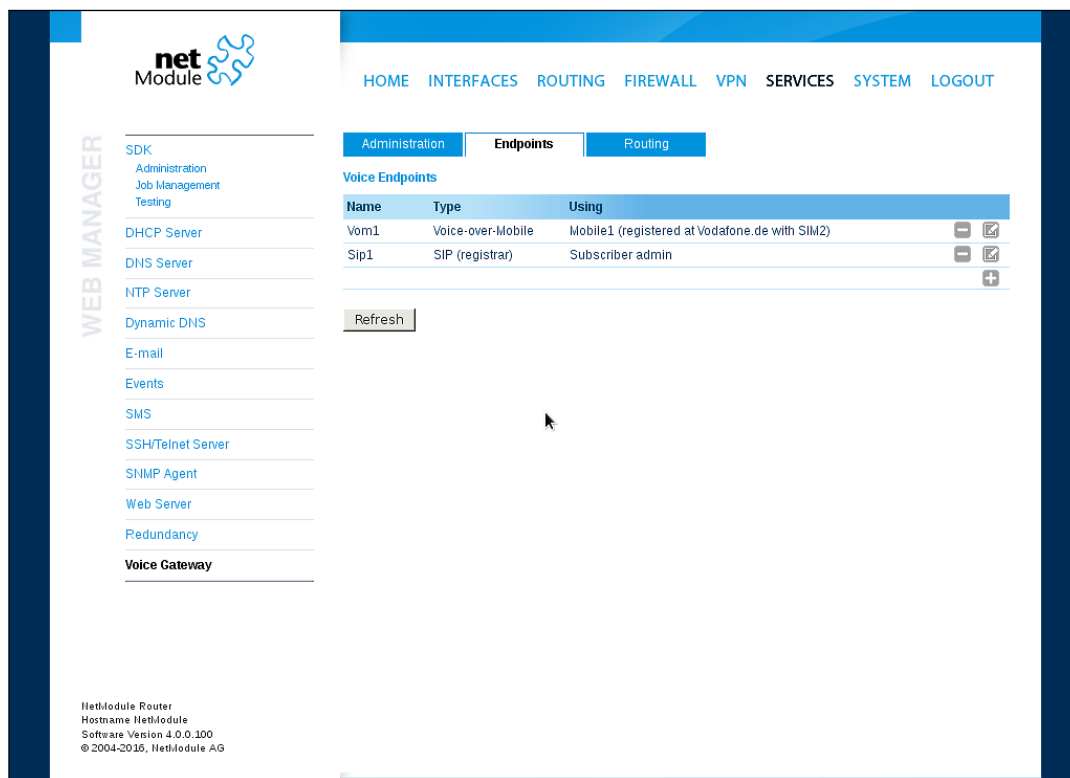 net
Module
HOME INTERFACES ROUTING FIREWALL VPN SERVICES SYSTEM LOGOUT
WEB MANAGER
SDK
Administration
Job Management
Testing
DHCP Server
DNS Server
NTP Server
Dynamic DNS
E-mail
Events
SMS
SSH/Telnet Server
SNMP Agent
Web Server
Redundancy
Voice Gateway
Administration Endpoints Routing
Voice Endpoints
Name Type Using
Vom1 Voice-over-Mobile Mobile1 (registered at Vodafone.de with SIM2)
Sip1 SIP (registrar) Subscriber admin
Refresh
NetModule Router
Hostname NetModule
Software Version 4.0.0.100
© 2004-2016, NetModule AG